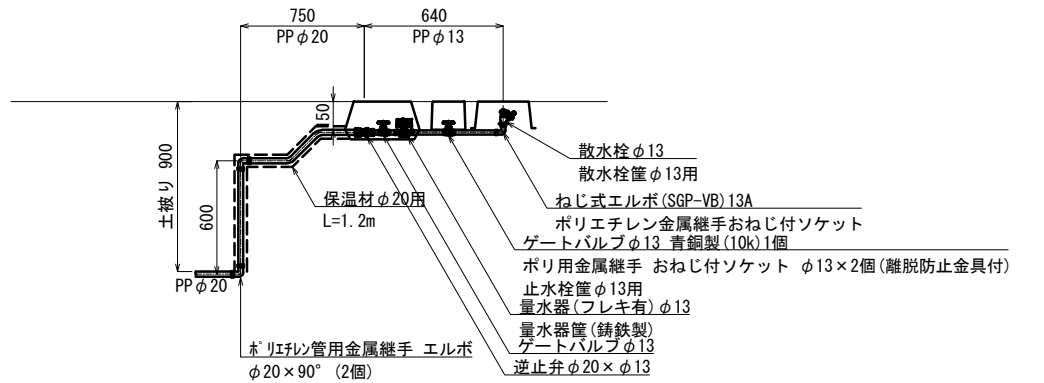 750
640
PPφ20
PPφ13
150
土被り 900
600
PPφ20
保温材φ20用
L=1.2m
散水栓φ13
散水栓筐φ13用
ねじ式エルボ(SGP-VB)13A
ポリエチレン金属継手おねじ付ソケット
ゲートバルブφ13 青銅製(10k)1個
ポリ用金属継手 おねじ付ソケット φ13×2個(離脱防止金具付)
止水栓筐φ13用
量水器(フレキ有)φ13
量水器筐(鋳鉄製)
ゲートバルブφ13
逆止弁φ20×φ13
ポリエチレン管用金属継手 エルボ
φ20×90° (2個)